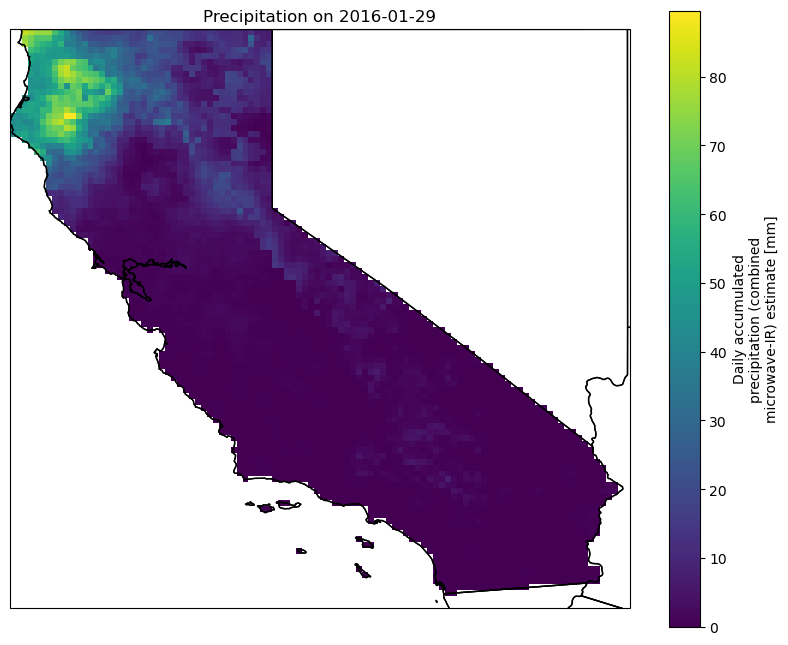 Precipitation on 2016-01-29
80
70
60
50
40
30
20
10
0
Daily accumulated
precipitation (combined
microwave-IR) estimate [mm]